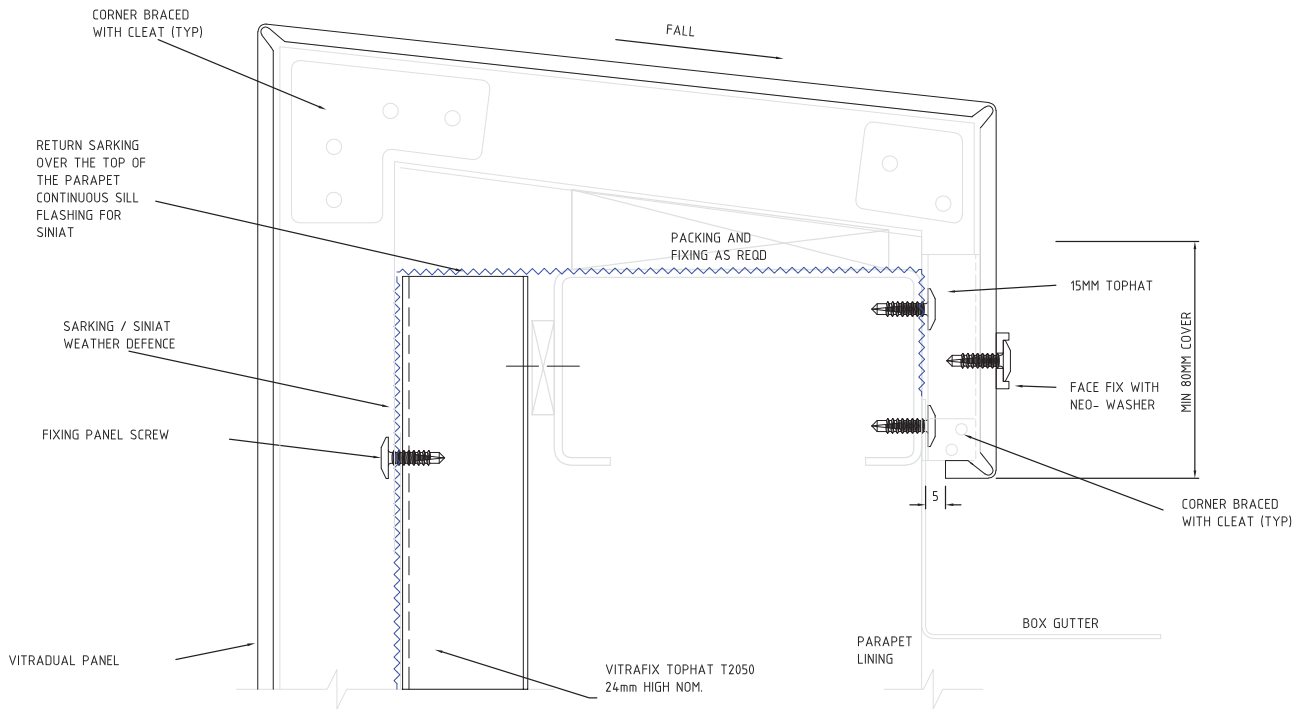 CORNER BRACED
WITH CLEAT (TYP)
FALL
RETURN SARKING
OVER THE TOP OF
THE PARAPET
CONTINUOUS SILL
FLASHING FOR
SINIAT
PACKING AND
FIXING AS REQD
15MM TOPHAT
SARKING / SINIAT
WEATHER DEFENCE
MIN 80MM COVER
FACE FIX WITH
NEO- WASHER
FIXING PANEL SCREW
5
CORNER BRACED
WITH CLEAT (TYP)
BOX GUTTER
PARAPET
LINING
VITRADUAL PANEL
VITRAFIX TOPHAT T2050
24mm HIGH NOM.